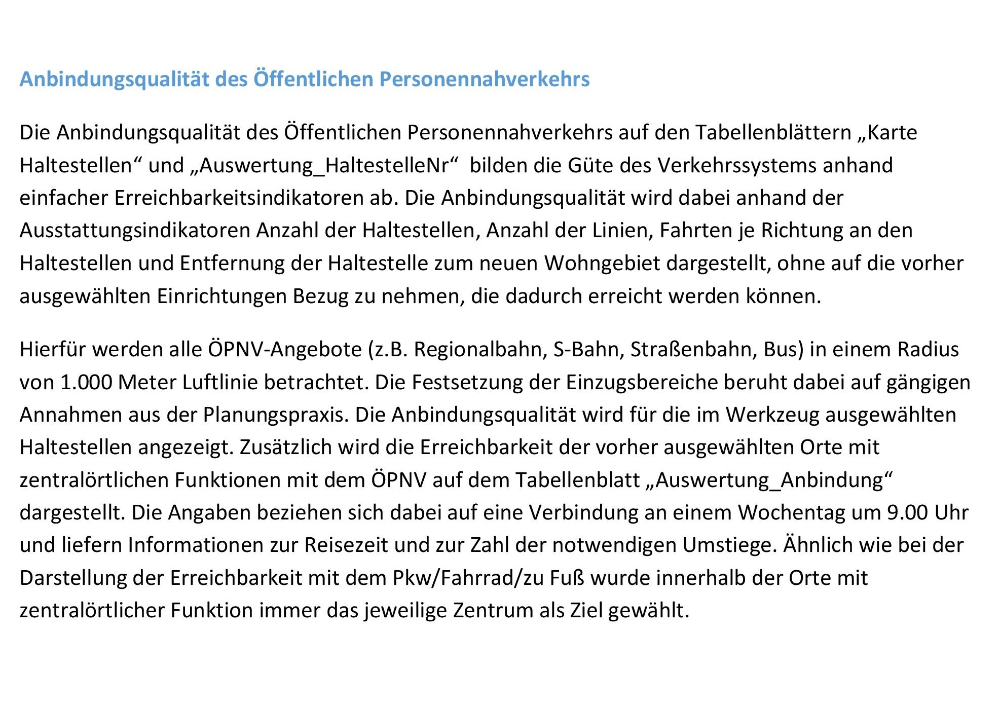 Anbindungsqualität des Öffentlichen Personennahverkehrs
Die Anbindungsqualität des Öffentlichen Personennahverkehrs auf den Tabellenblättern „Karte
Haltestellen“ und „Auswertung_HaltestelleNr“  bilden die Güte des Verkehrssystems anhand
einfacher Erreichbarkeitsindikatoren ab. Die Anbindungsqualität wird dabei anhand der
Ausstattungsindikatoren Anzahl der Haltestellen, Anzahl der Linien, Fahrten je Richtung an den
Haltestellen und Entfernung der Haltestelle zum neuen Wohngebiet dargestellt, ohne auf die vorher
ausgewählten Einrichtungen Bezug zu nehmen, die dadurch erreicht werden können.
Hierfür werden alle ÖPNV-Angebote (z.B. Regionalbahn, S-Bahn, Straßenbahn, Bus) in einem Radius
von 1.000 Meter Luftlinie betrachtet. Die Festsetzung der Einzugsbereiche beruht dabei auf gängigen
Annahmen aus der Planungspraxis. Die Anbindungsqualität wird für die im Werkzeug ausgewählten
Haltestellen angezeigt. Zusätzlich wird die Erreichbarkeit der vorher ausgewählten Orte mit
zentralörtlichen Funktionen mit dem ÖPNV auf dem Tabellenblatt „Auswertung_Anbindung“
dargestellt. Die Angaben beziehen sich dabei auf eine Verbindung an einem Wochentag um 9.00 Uhr
und liefern Informationen zur Reisezeit und zur Zahl der notwendigen Umstiege. Ähnlich wie bei der
Darstellung der Erreichbarkeit mit dem Pkw/Fahrrad/zu Fuß wurde innerhalb der Orte mit
zentralörtlicher Funktion immer das jeweilige Zentrum als Ziel gewählt.